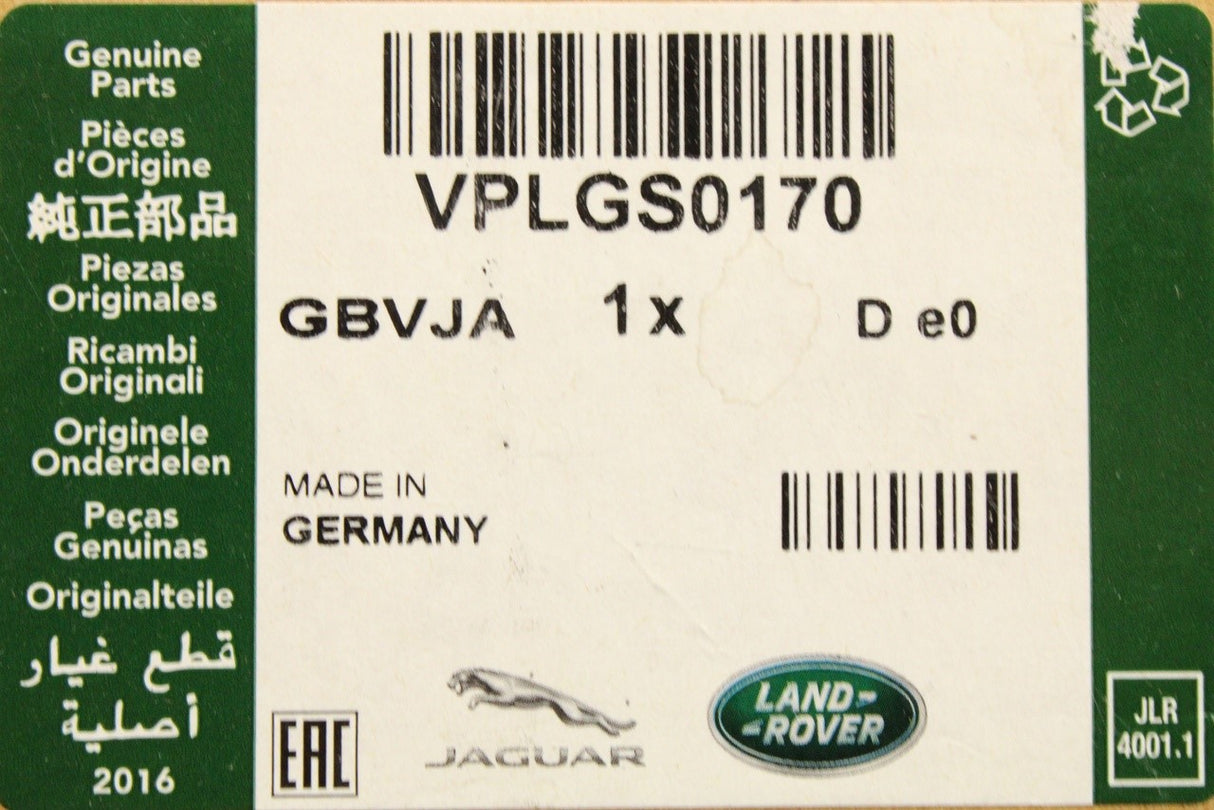 Genuine
Parts
Pièces
d'Origine
純正部品
Piezas
Originales
Ricambi
Originali
Originele
Onderdelen
Peças
Genuinas
Originalteile
قطع غيار
أصلية
2016
VPLGS0170
GBVJA 1 x D e0
MADE IN
GERMANY
EAC
JAGUAR
LAND-
-ROVER
JLR
4001.1